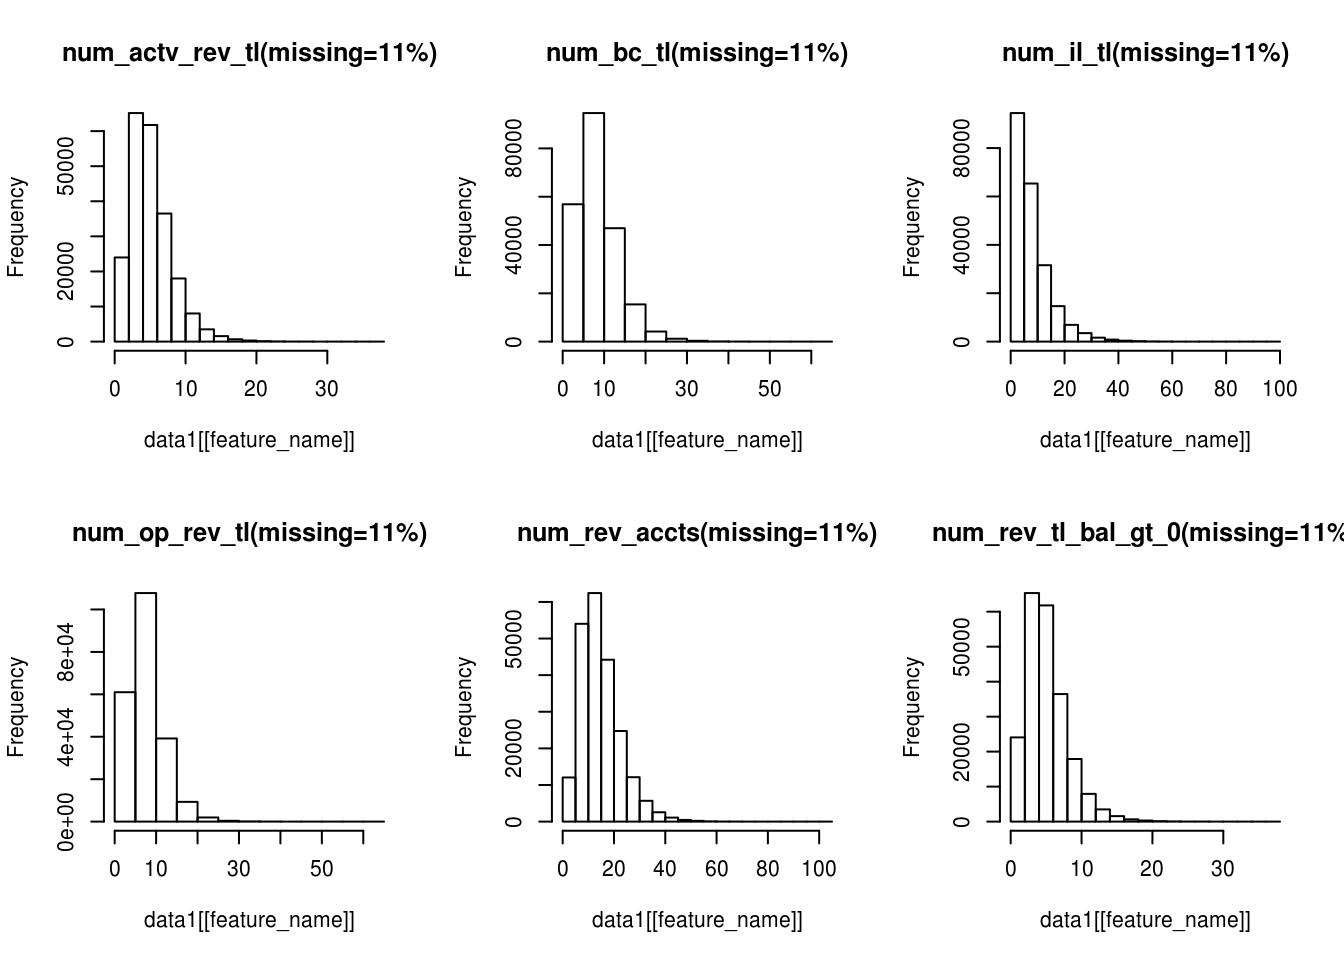 num_actv_rev_tl(missing=11%)
Frequency
0
20000
50000
0 10 20 30
data1[[feature_name]]
num_bc_tl(missing=11%)
Frequency
0
40000
80000
0 10 30 50
data1[[feature_name]]
num_il_tl(missing=11%)
Frequency
0
40000
80000
0 20 40 60 80 100
data1[[feature_name]]
num_op_rev_tl(missing=11%)
Frequency
0e+00
4e+04
8e+04
0 10 30 50
data1[[feature_name]]
num_rev_accts(missing=11%)
Frequency
0
20000
50000
0 20 40 60 80 100
data1[[feature_name]]
num_rev_tl_bal_gt_0(missing=11%
Frequency
0
20000
50000
0 10 20 30
data1[[feature_name]]